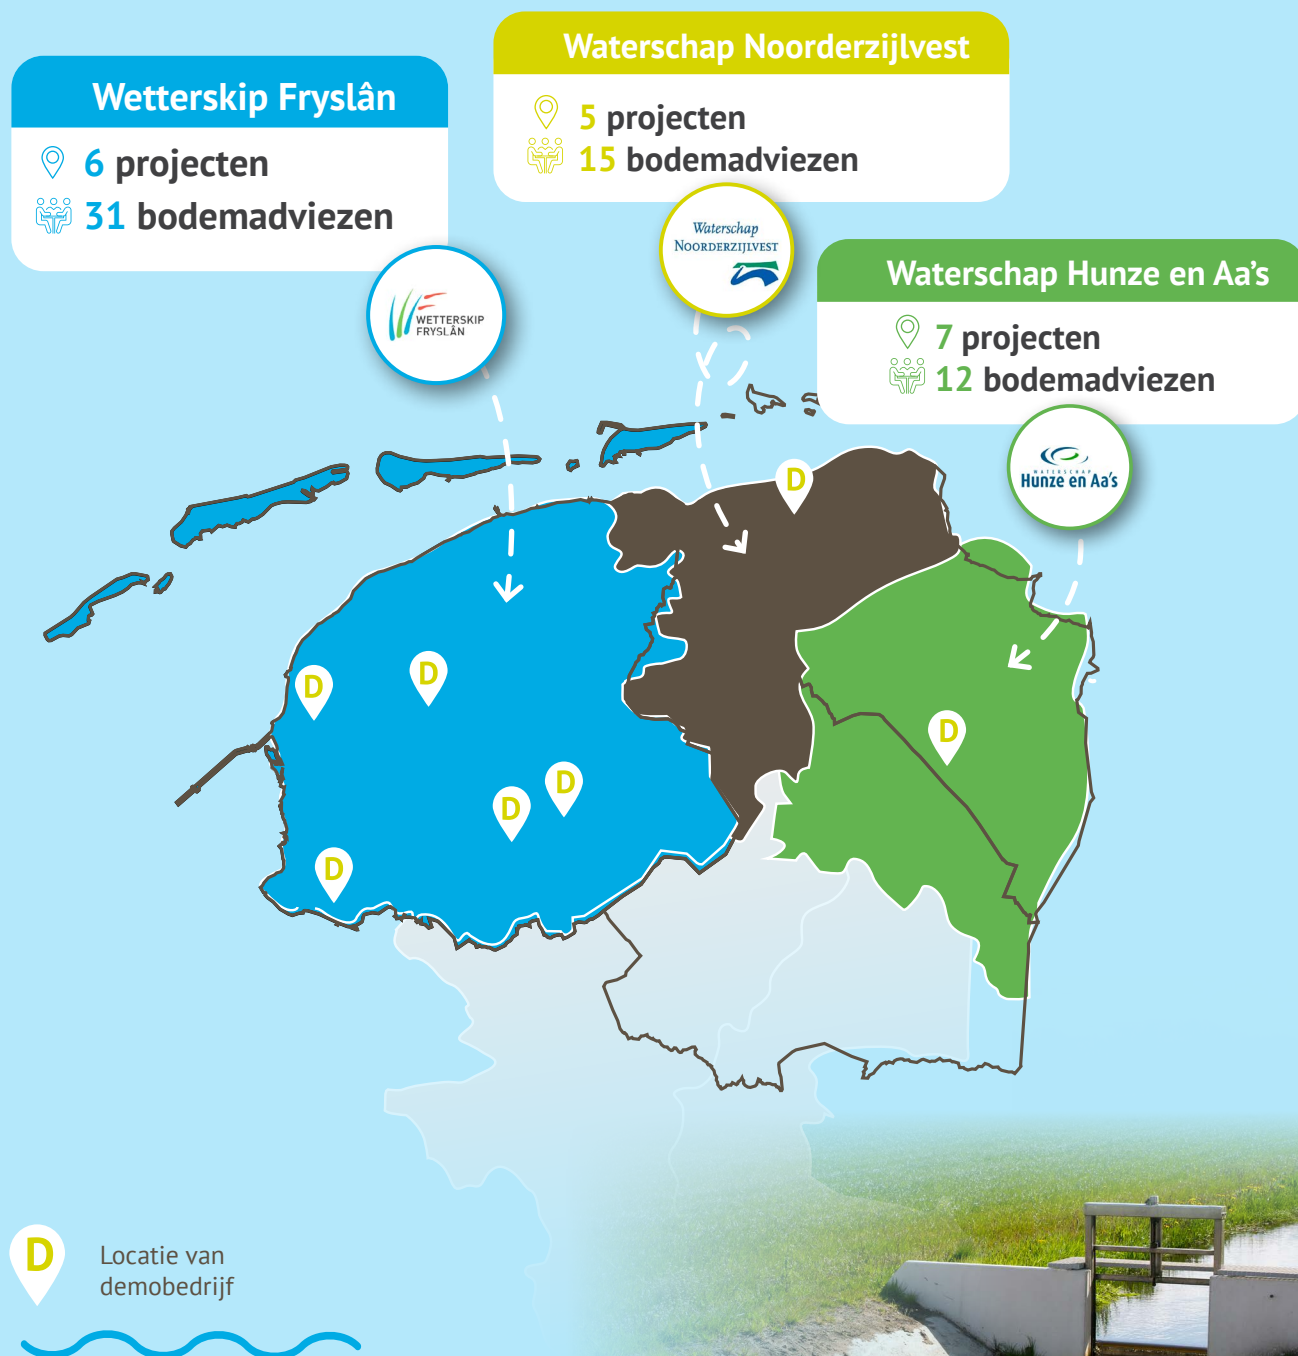 Waterschap Noorderzijlvest
5 projecten
15 bodemadviezen
Wetterskip Fryslân
6 projecten
31 bodemadviezen
Waterschap
NOORDERZIJLVEST
WETTERSKIP
FRYSLÂN
Waterschap Hunze en Aa's
7 projecten
12 bodemadviezen
WATERSCHAP
Hunze en Aa's
D
D
D
D
D
D
D
D
Locatie van
demobedrijf